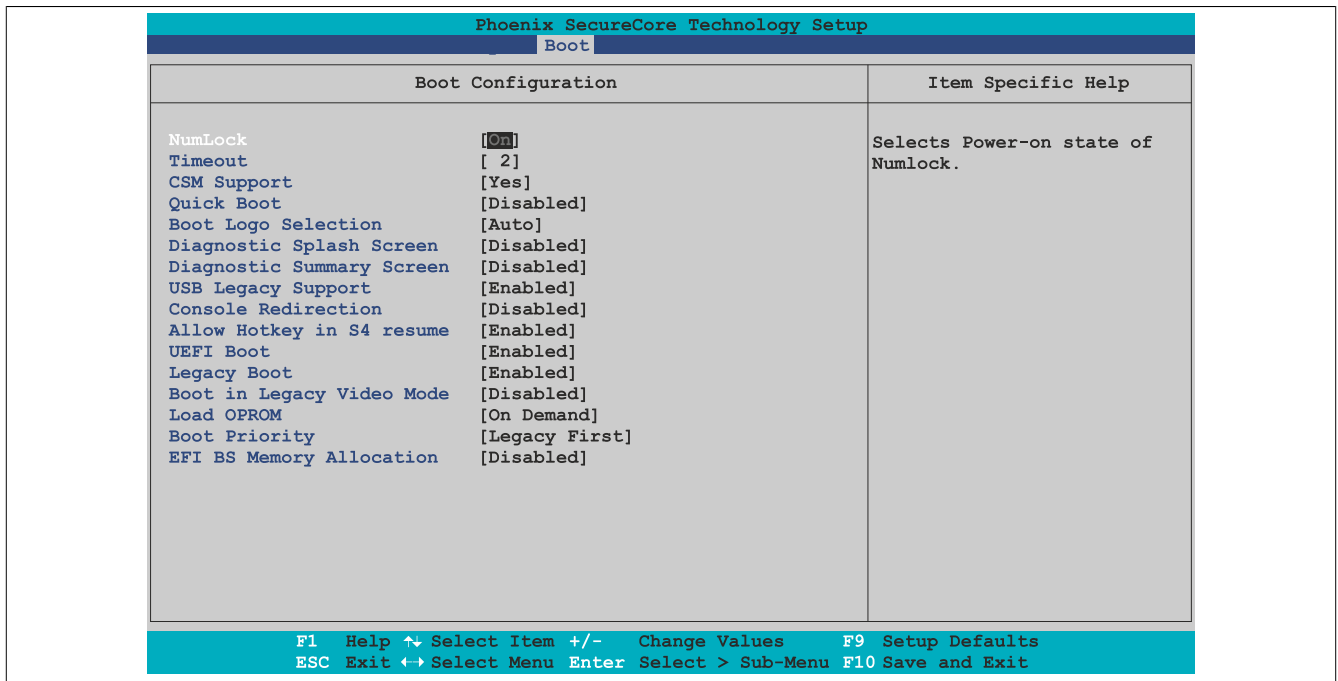 Phoenix SecureCore Technology Setup
Boot
Boot Configuration
Item Specific Help
NumLock [On]
Timeout [ 2]
CSM Support [Yes]
Quick Boot [Disabled]
Boot Logo Selection [Auto]
Diagnostic Splash Screen [Disabled]
Diagnostic Summary Screen [Disabled]
USB Legacy Support [Enabled]
Console Redirection [Disabled]
Allow Hotkey in S4 resume [Enabled]
UEFI Boot [Enabled]
Legacy Boot [Enabled]
Boot in Legacy Video Mode [Disabled]
Load OPROM [On Demand]
Boot Priority [Legacy First]
EFI BS Memory Allocation [Disabled]
Selects Power-on state of
Numlock.
F1 Help ↑↓ Select Item +/- Change Values F9 Setup Defaults
ESC Exit ←→ Select Menu Enter Select > Sub-Menu F10 Save and Exit